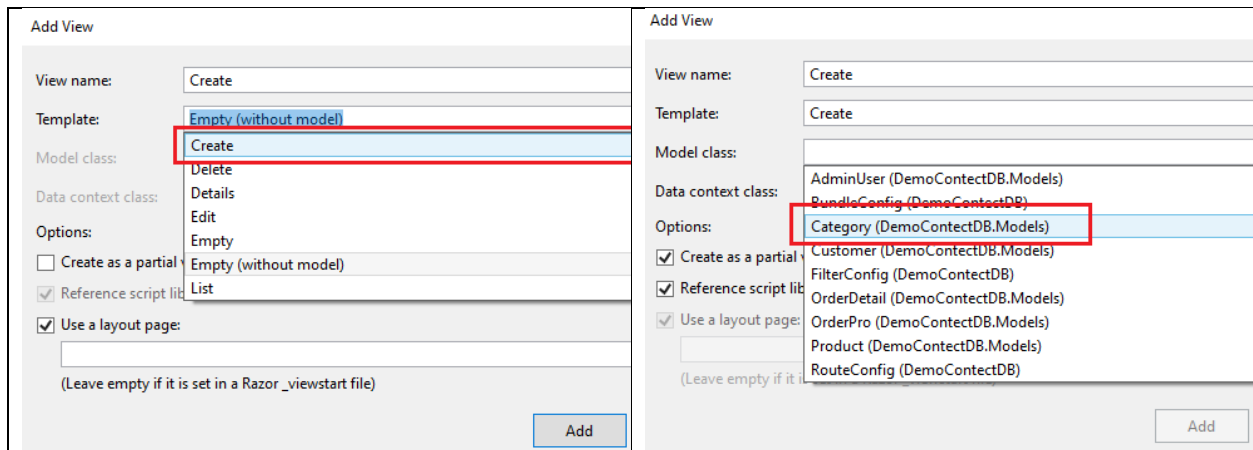 Add View
View name:
Create
Template:
Empty (without model)
Model class:
Create
Delete
Data context class:
Details
Edit
Options:
Empty
Create as a partial v
Empty (without model)
Reference script lib
List
Use a layout page:
(Leave empty if it is set in a Razor _viewstart file)
Add
Add View
View name:
Create
Template:
Create
Model class:
Data context class:
AdminUser (DemoContectDB.Models)
BundleConfig (DemoContectDB)
Options:
Category (DemoContectDB.Models)
Create as a partial v
Customer (DemoContectDB.Models)
FilterConfig (DemoContectDB)
Reference script lib
OrderDetail (DemoContectDB.Models)
Use a layout page:
OrderPro (DemoContectDB.Models)
Product (DemoContectDB.Models)
RouteConfig (DemoContectDB)
(Leave empty if it i
Add